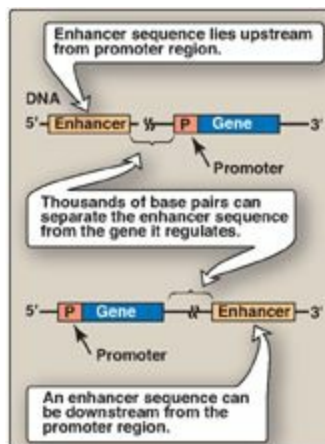 Enhancer sequence lies upstream
from promoter region.
DNA
5′ Enhancer P Gene 3′
Promoter
Thousands of base pairs can
separate the enhancer sequence
from the gene it regulates.
5′ P Gene Enhancer 3′
Promoter
An enhancer sequence can
be downstream from the
promoter region.